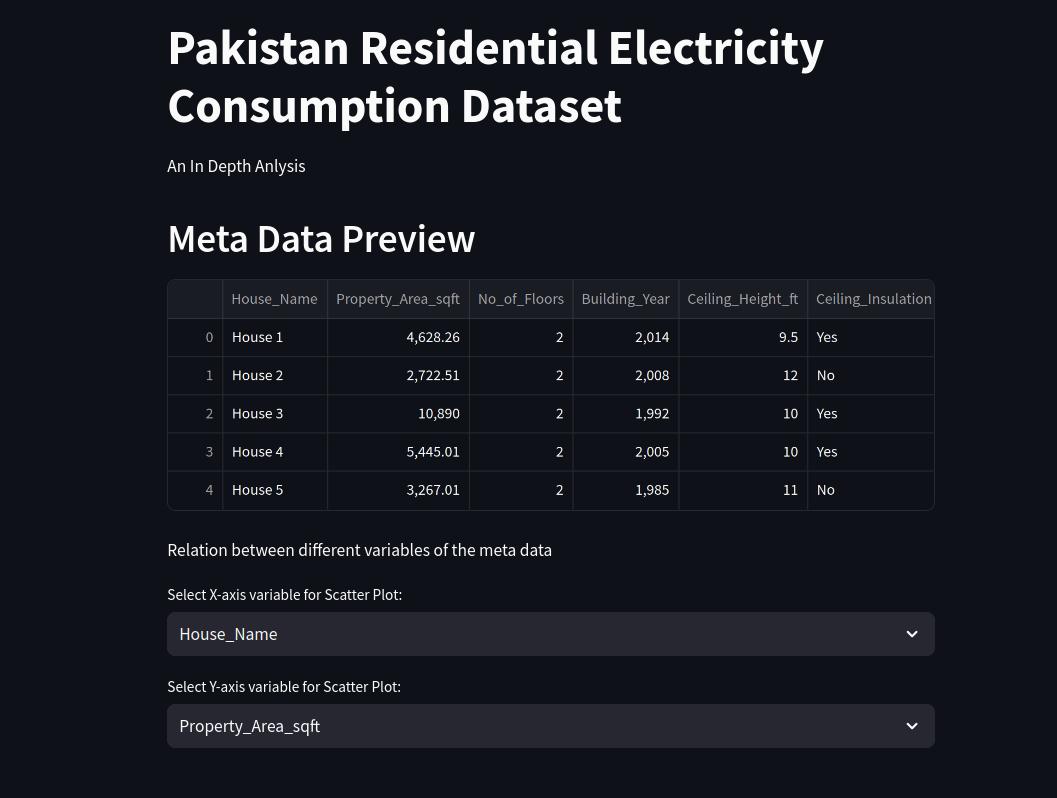 Pakistan Residential Electricity
Consumption Dataset
An In Depth Anlysis
Meta Data Preview
House_Name Property_Area_sqft No_of_Floors Building_Year Ceiling_Height_ft Ceiling_Insulation
0 House 1 4,628.26 2 2,014 9.5 Yes
1 House 2 2,722.51 2 2,008 12 No
2 House 3 10,890 2 1,992 10 Yes
3 House 4 5,445.01 2 2,005 10 Yes
4 House 5 3,267.01 2 1,985 11 No
Relation between different variables of the meta data
Select X-axis variable for Scatter Plot:
House_Name
Select Y-axis variable for Scatter Plot:
Property_Area_sqft